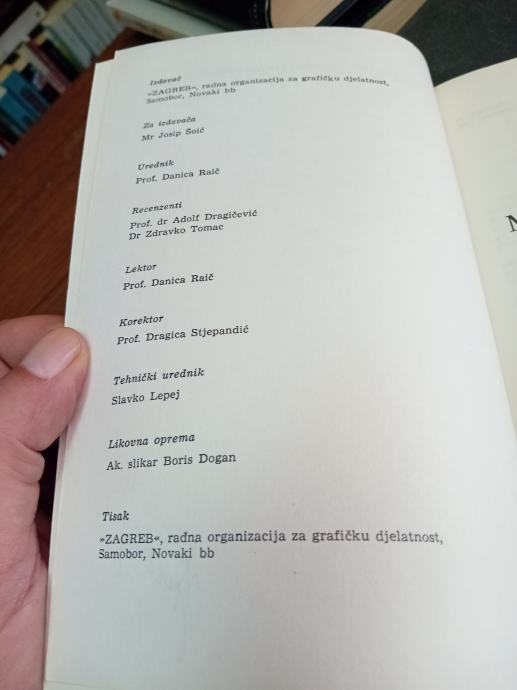 Izdavač
»ZAGREB«, radna organizacija za grafičku djelatnost,
Samobor, Novaki bb
Za izdavača
Mr Josip Šoić
Urednik
Prof. Danica Raič
Recenzenti
Prof. dr Adolf Dragičević
Dr Zdravko Tomac
Lektor
Prof. Danica Raič
Korektor
Prof. Dragica Stjepandić
Tehnički urednik
Slavko Lepej
Likovna oprema
Ak. slikar Boris Dogan
Tisak
»ZAGREB«, radna organizacija za grafičku djelatnost,
Samobor, Novaki bb